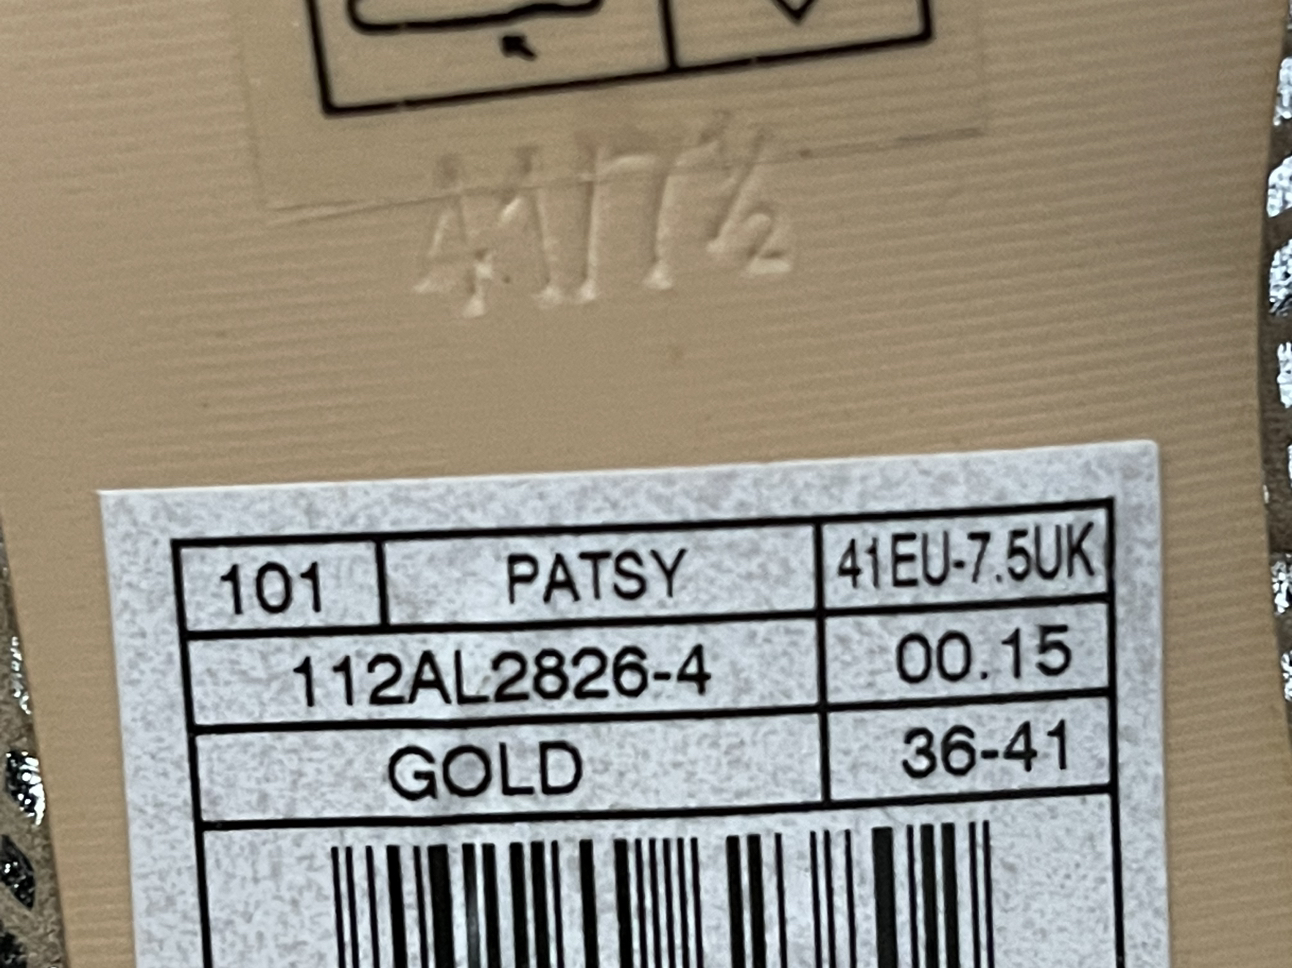 41/7½
101 PATSY 41EU-7.5UK
112AL2826-4 00.15
GOLD 36-41